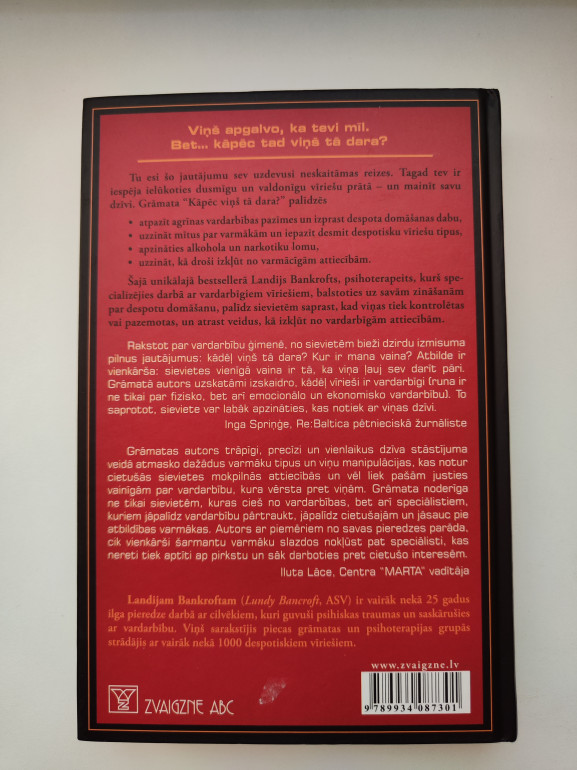 Viņš apgalvo, ka tevi mīl.
Bet... kāpēc tad viņš tā dara?
Tu esi šo jautājumu sev uzdevusi neskaitāmas reizes. Tagad tev ir
iespēja ielūkoties dusmīgu un valdonīgu vīriešu prātā – un mainīt savu
dzīvi. Grāmata "Kāpēc viņš tā dara?" palīdzēs
• atpazīt agrīnas vardarbības pazīmes un izprast despota domāšanas dabu,
• uzzināt mītus par varmākām un iepazīt desmit despotisku vīriešu tipus,
• apzināties alkohola un narkotiku lomu,
• uzzināt, kā droši izkļūt no varmācīgām attiecībām.
Šajā unikālajā bestsellerā Landijs Bankrofts, psihoterapeits, kurš spe-
cializējies darbā ar vardarbīgiem vīriešiem, balstoties uz savām zināšanām
par despotu domāšanu, palīdz sievietēm saprast, kad viņas tiek kontrolētas
vai pazemotas, un atrast veidus, kā izkļūt no vardarbīgām attiecībām.
Rakstot par vardarbību ģimenē, no sievietēm bieži dzirdu izmisuma
pilnus jautājumus: kādēļ viņš tā dara? Kur ir mana vaina? Atbilde ir
vienkārša: sievietes vienīgā vaina ir tā, ka viņa ļauj sev darīt pāri.
Grāmatā autors uzskatāmi izskaidro, kādēļ vīrieši ir vardarbīgi (runa ir
ne tikai par fizisko, bet arī emocionālo un ekonomisko vardarbību). To
saprotot, sieviete var labāk apzināties, kas notiek ar viņas dzīvi.
Inga Spriņģe, Re:Baltica pētnieciskā žurnāliste
Grāmatas autors trāpīgi, precīzi un vienlaikus dzīva stāstījuma
veidā atmasko dažādus varmāku tipus un viņu manipulācijas, kas notur
cietušās sievietes mokpilnās attiecībās un vēl liek pašām justies
vainīgām par vardarbību, kura vērsta pret viņām. Grāmata noderīga
ne tikai sievietēm, kuras cieš no vardarbības, bet arī speciālistiem,
kuriem jāpalīdz vardarbību pārtraukt, jāpalīdz cietušajām un jāsauc pie
atbildības varmākas. Autors ar piemēriem no savas pieredzes parāda,
cik vienkārši šarmantu varmāku slazdos nokļūst pat speciālisti, kas
nereti tiek aptīti ap pirkstu un sāk darboties pret cietušo interesēm.
Iluta Lāce, Centra "MARTA" vadītāja
Landijam Bankroftam (Lundy Bancroft, ASV) ir vairāk nekā 25 gadus
ilga pieredze darbā ar cilvēkiem, kuri guvuši psihiskas traumas un saskārušies
ar vardarbību. Viņš sarakstījis piecas grāmatas un psihoterapijas grupās
strādājis ar vairāk nekā 1000 despotiskiem vīriešiem.
www.zvaigzne.lv
ZVAIGZNE ABC
9 789934 087301